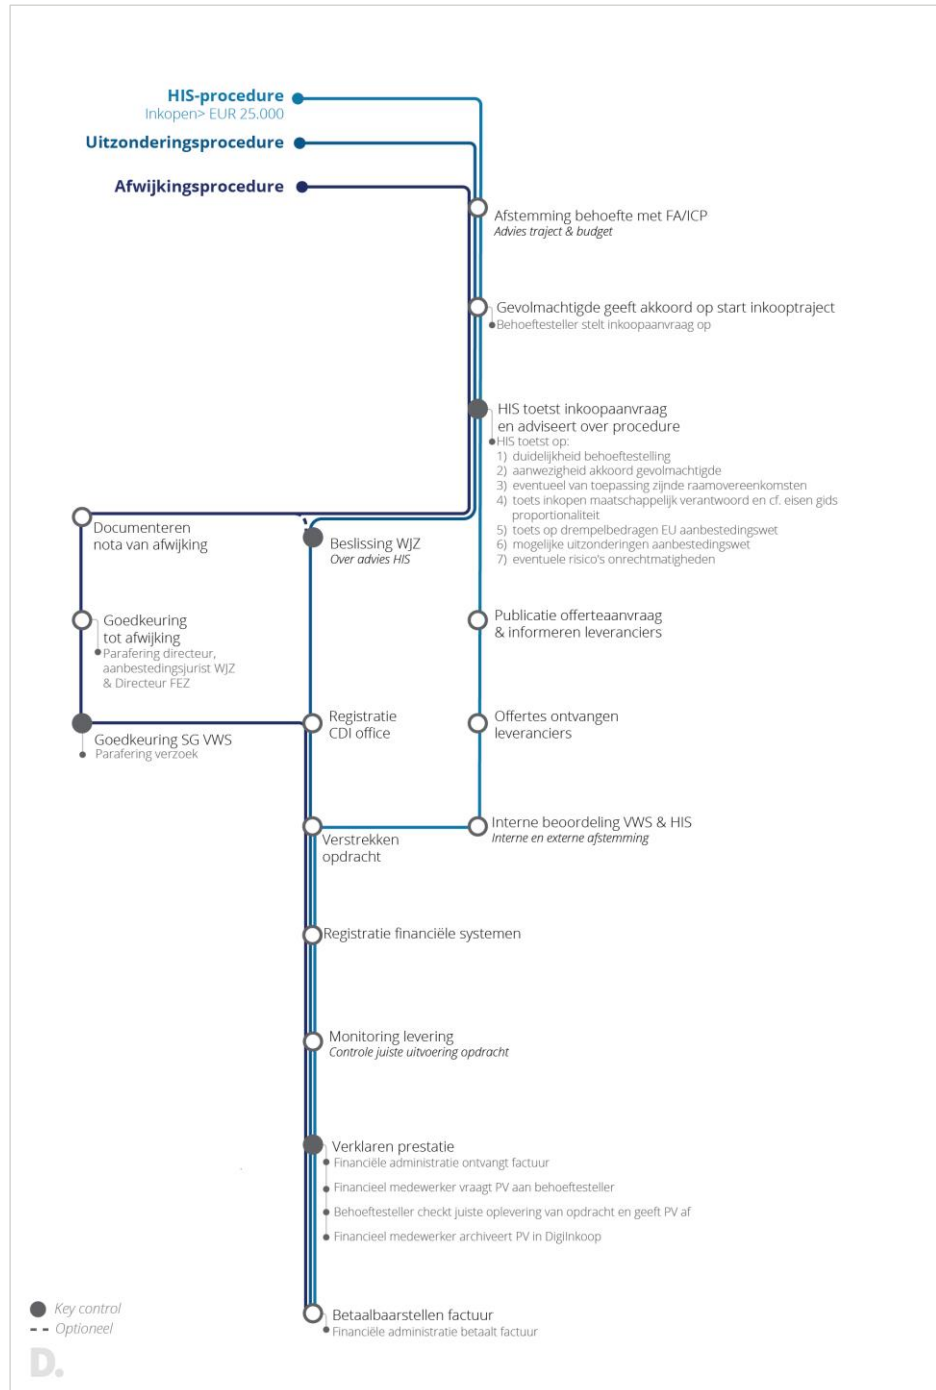 HIS-procedure
Inkopen> EUR 25.000
Uitzonderingsprocedure
Afwijkingsprocedure
Afstemming behoefte met FA/ICP
Advies traject & budget
Gevolmachtigde geeft akkoord op start inkooptraject
Behoeftesteller stelt inkoopaanvraag op
HIS toetst inkoopaanvraag
en adviseert over procedure
HIS toetst op:
1) duidelijkheid behoeftestelling
2) aanwezigheid akkoord gevolmachtigde
3) eventueel van toepassing zijnde raamovereenkomsten
4) toets inkopen maatschappelijk verantwoord en cf. eisen gids
proportionaliteit
5) toets op drempelbedragen EU aanbestedingswet
6) mogelijke uitzonderingen aanbestedingswet
7) eventuele risico's onrechtmatigheden
Documenteren
nota van afwijking
Beslissing WJZ
Over advies HIS
Goedkeuring
tot afwijking
Parafering directeur,
aanbestedingsjurist WJZ
& Directeur FEZ
Publicatie offerteaanvraag
& informeren leveranciers
Goedkeuring SG VWS
Parafering verzoek
Registratie
CDI office
Offertes ontvangen
leveranciers
Verstrekken
opdracht
Interne beoordeling VWS & HIS
Interne en externe afstemming
Registratie financiële systemen
Monitoring levering
Controle juiste uitvoering opdracht
Verklaren prestatie
Financiële administratie ontvangt factuur
Financieel medewerker vraagt PV aan behoeftesteller
Behoeftesteller checkt juiste oplevering van opdracht en geeft PV af
Financieel medewerker archiveert PV in DigiInkoop
Betaalbaarstellen factuur
Financiële administratie betaalt factuur
Key control
Optioneel
D.